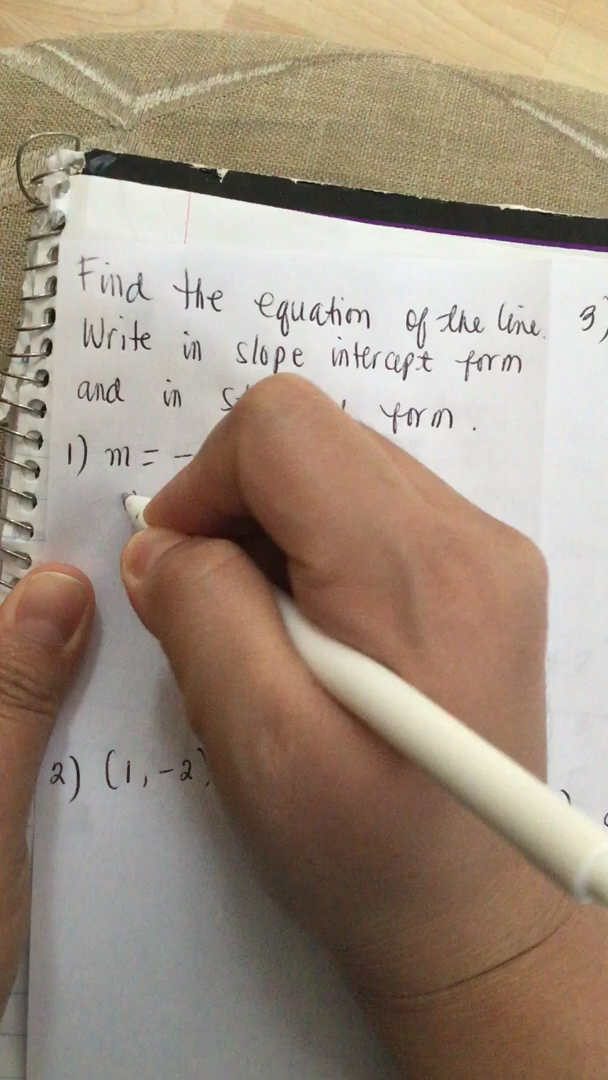 Find the equation of the line.
Write in slope intercept form
and in form.
1) m = -
2) (1, -2)
3)